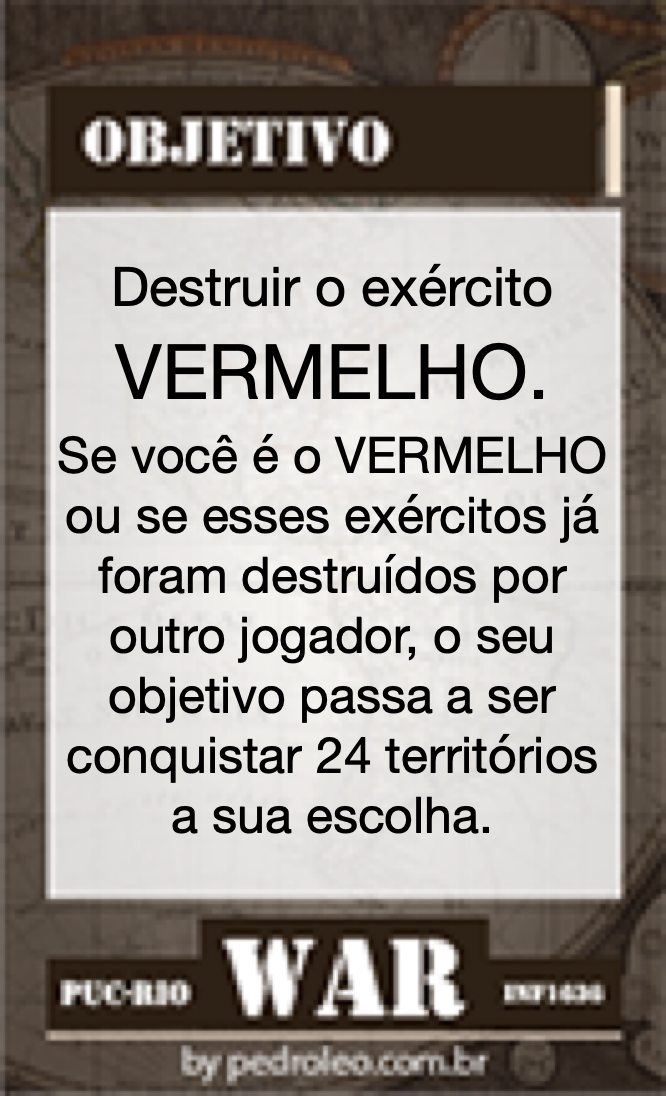 OBJETIVO
Destruir o exército
VERMELHO.
Se você é o VERMELHO
ou se esses exércitos já
foram destruídos por
outro jogador, o seu
objetivo passa a ser
conquistar 24 territórios
a sua escolha.
PUC-RIO WAR INF1636
by pedroleo.com.br